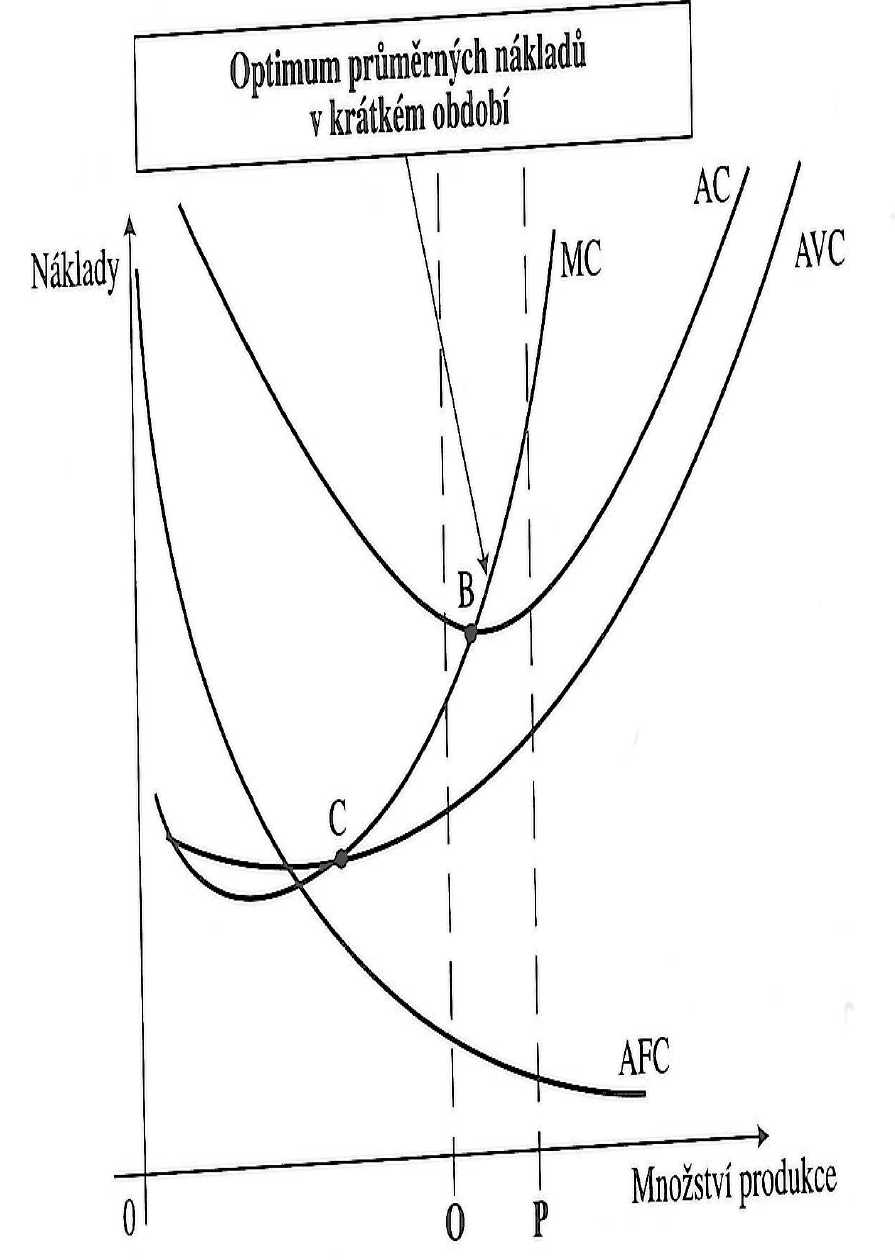 Optimum průměrných nákladů
v krátkém období
AC
MC
AVC
Náklady
B
C
AFC
Množství produkce
0
O
P